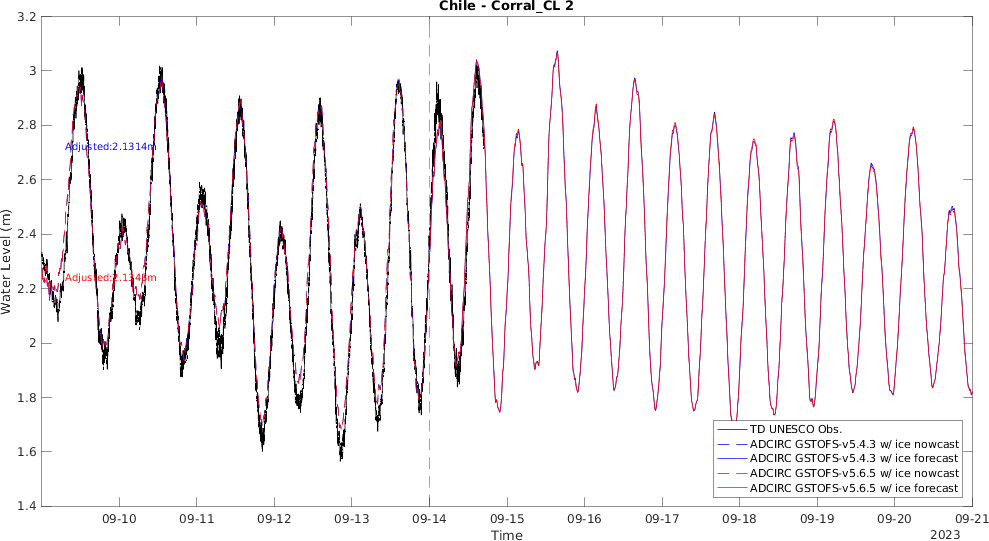 Chile - Corral_CL 2
3.2
3
2.8
2.6
2.4
2.2
2
1.8
1.6
1.4
Water Level (m)
Adjusted:2.1314m
Adjusted:2.1348m
TD UNESCO Obs.
ADCIRC GSTOFS-v5.4.3 w/ ice nowcast
ADCIRC GSTOFS-v5.4.3 w/ ice forecast
ADCIRC GSTOFS-v5.6.5 w/ ice nowcast
ADCIRC GSTOFS-v5.6.5 w/ ice forecast
09-10 09-11 09-12 09-13 09-14 09-15 09-16 09-17 09-18 09-19 09-20 09-21
Time
2023